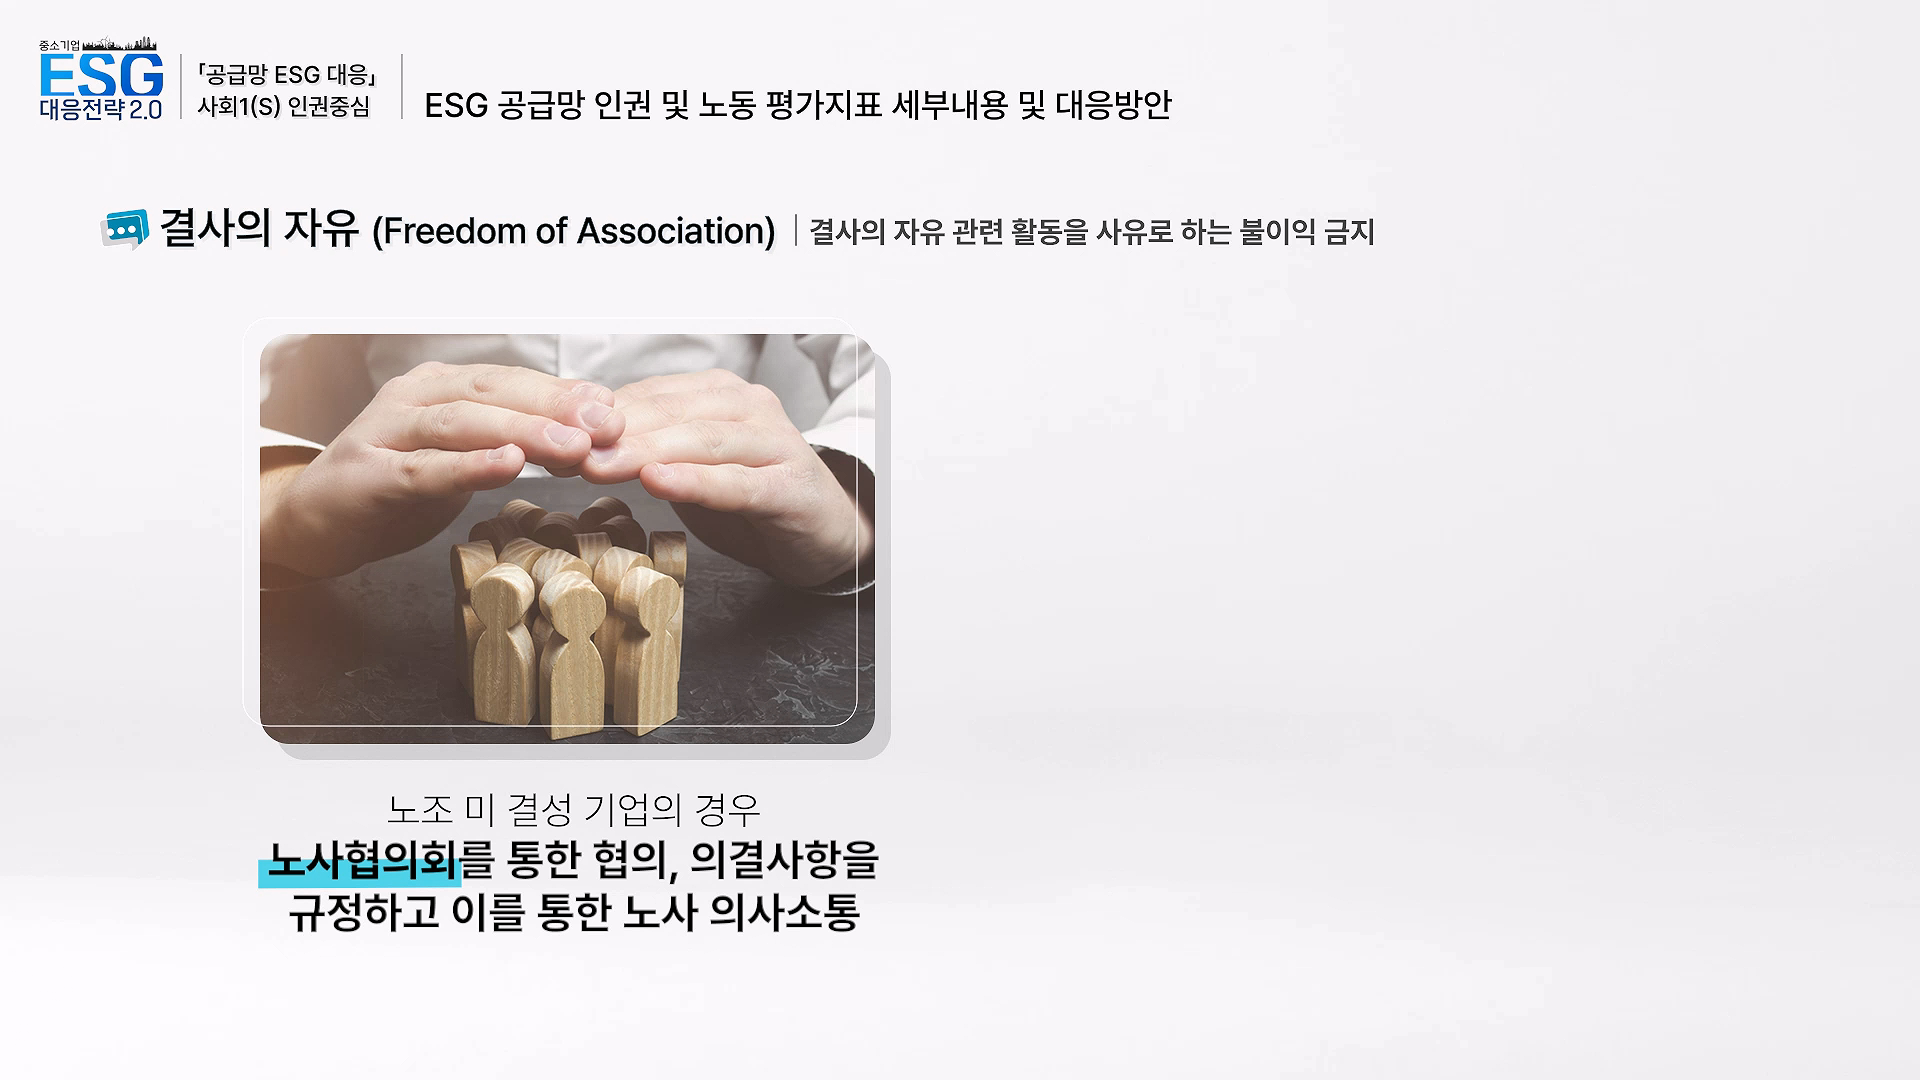 중소기업
ESG
대응전략 2.0
「공급망 ESG 대응」
사회1(S) 인권중심
ESG 공급망 인권 및 노동 평가지표 세부내용 및 대응방안
결사의 자유 (Freedom of Association)
결사의 자유 관련 활동을 사유로 하는 불이익 금지
노조 미 결성 기업의 경우
노사협의회를 통한 협의, 의결사항을
규정하고 이를 통한 노사 의사소통